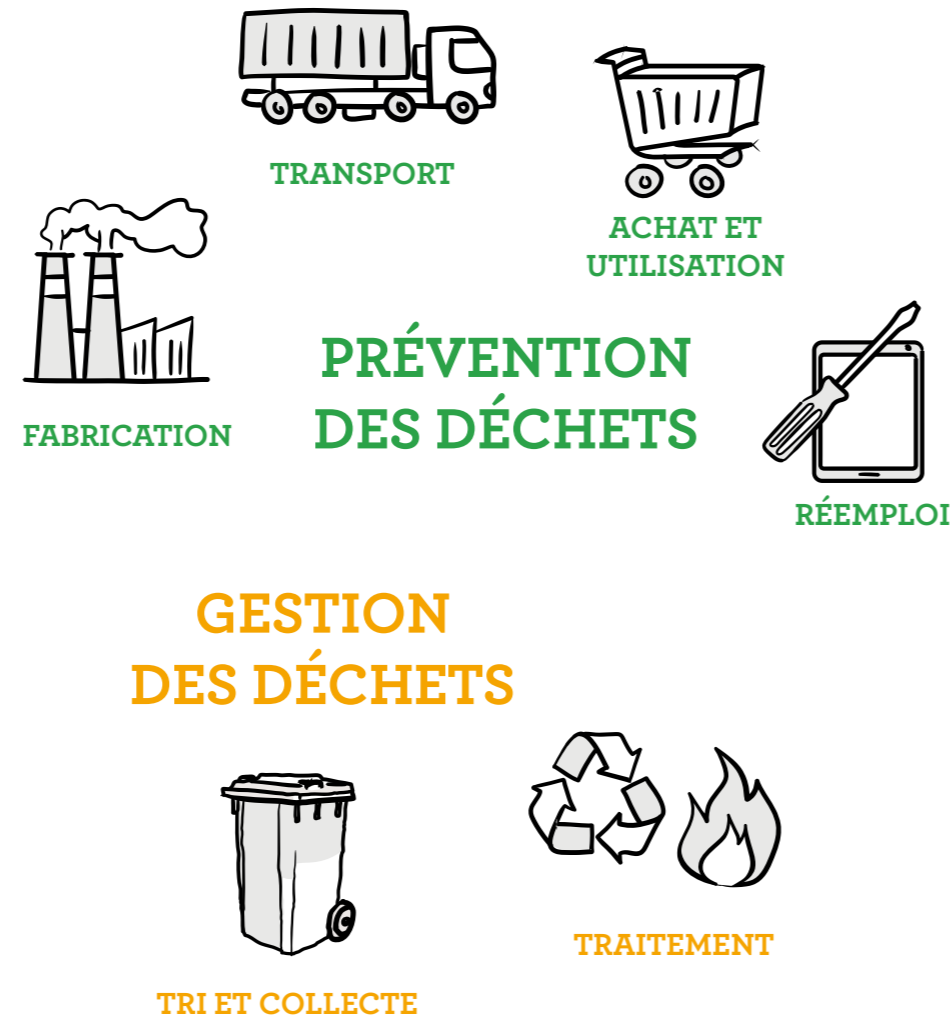 TRANSPORT
ACHAT ET
UTILISATION
FABRICATION
PRÉVENTION
DES DÉCHETS
RÉEMPLOI
GESTION
DES DÉCHETS
TRAITEMENT
TRI ET COLLECTE